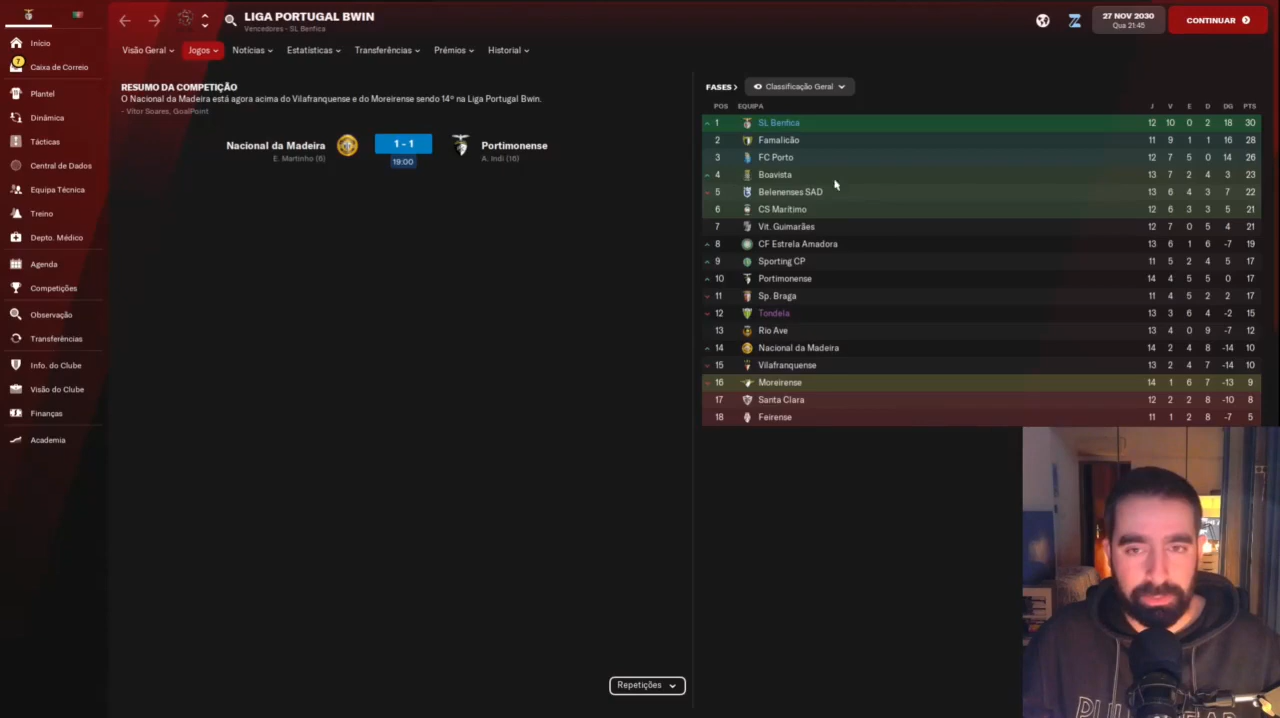 LIGA PORTUGAL BWIN
Vencedores - SL Benfica
27 NOV 2030
Qua 21:45
CONTINUAR
Visão Geral
Jogos
Notícias
Estatísticas
Transferências
Prémios
Historial
Início
7
Caixa de Correio
Plantel
Dinâmica
Tácticas
Central de Dados
Equipa Técnica
Treino
Depto. Médico
Agenda
Competições
Observação
Transferências
Info. do Clube
Visão do Clube
Finanças
Academia
RESUMO DA COMPETIÇÃO
O Nacional da Madeira está agora acima do Vilafranquense e do Moreirense sendo 14º na Liga Portugal Bwin.
- Vítor Soares, GoalPoint
Nacional da Madeira 1 - 1 Portimonense
E. Martinho (6) 19:00 A. Indi (16)
Repetições
FASES > Classificação Geral
POS EQUIPA J V E D DG PTS
1 SL Benfica 12 10 0 2 18 30
2 Famalicão 11 9 1 1 16 28
3 FC Porto 12 7 5 0 14 26
4 Boavista 13 7 2 4 3 23
5 Belenenses SAD 13 6 4 3 7 22
6 CS Marítimo 12 6 3 3 5 21
7 Vit. Guimarães 12 7 0 5 4 21
8 CF Estrela Amadora 13 6 1 6 -7 19
9 Sporting CP 11 5 2 4 5 17
10 Portimonense 14 4 5 5 0 17
11 Sp. Braga 11 4 5 2 2 17
12 Tondela 13 3 6 4 -2 15
13 Rio Ave 13 4 0 9 -7 12
14 Nacional da Madeira 14 2 4 8 -14 10
15 Vilafranquense 13 2 4 7 -14 10
16 Moreirense 14 1 6 7 -13 9
17 Santa Clara 12 2 2 8 -10 8
18 Feirense 11 1 2 8 -7 5